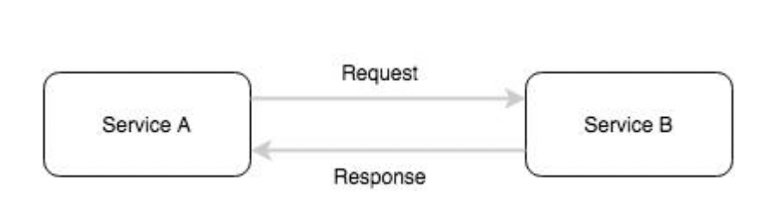 Request
Service A
Service B
Response